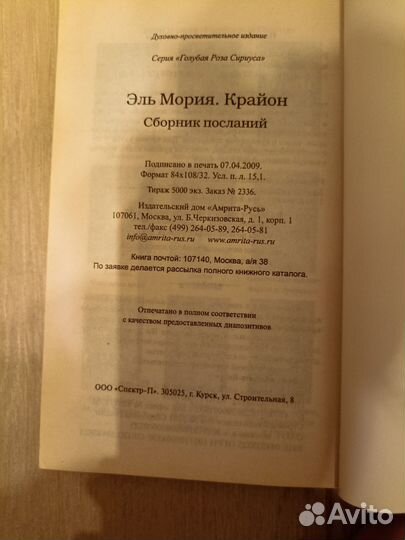 Духовно-просветительное издание
Серия «Голубая Роза Сириуса»
Эль Мория. Крайон
Сборник посланий
Подписано в печать 07.04.2009.
Формат 84x108/32. Усл. п. л. 15,1.
Тираж 5000 экз. Заказ № 2336.
Издательский дом «Амрита-Русь»
107061, Москва, ул. Б.Черкизовская, д. 1, корп. 1
тел./факс (499) 264-05-89, 264-05-81
info@amrita-rus.ru www.amrita-rus.ru
Книга почтой: 107140, Москва, а/я 38
По заявке делается рассылка полного книжного каталога.
Отпечатано в полном соответствии
с качеством предоставленных диапозитивов
ООО «Спектр-П». 305025, г. Курск, ул. Строительная, 8
Avito